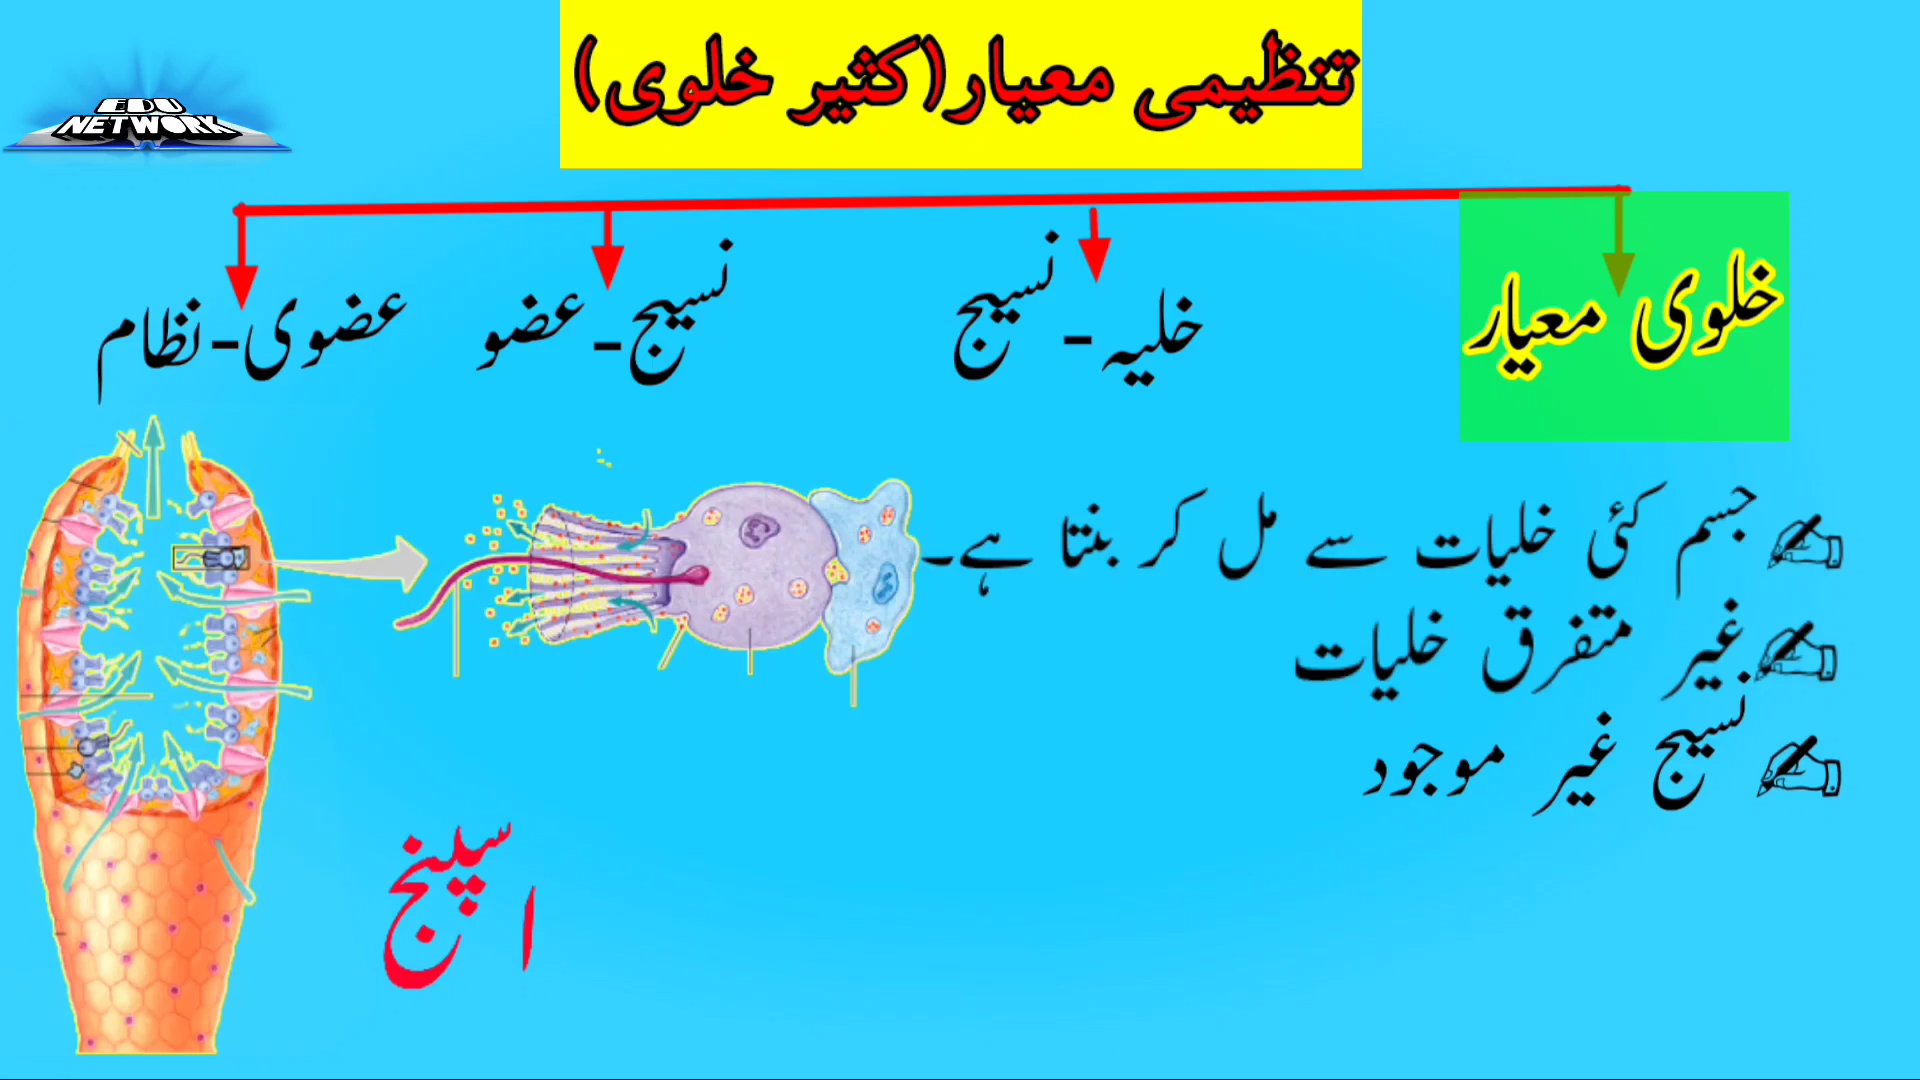 EDU
NETWORK
تنظیمی معیار(کثیر خلوی)
خلوی معیار
خلیہ-نسیج
نسیج-عضو
عضوی-نظام
جسم کئی خلیات سے مل کر بنتا ہے۔
غیر متفرق خلیات
نسیج غیر موجود
اسپنج